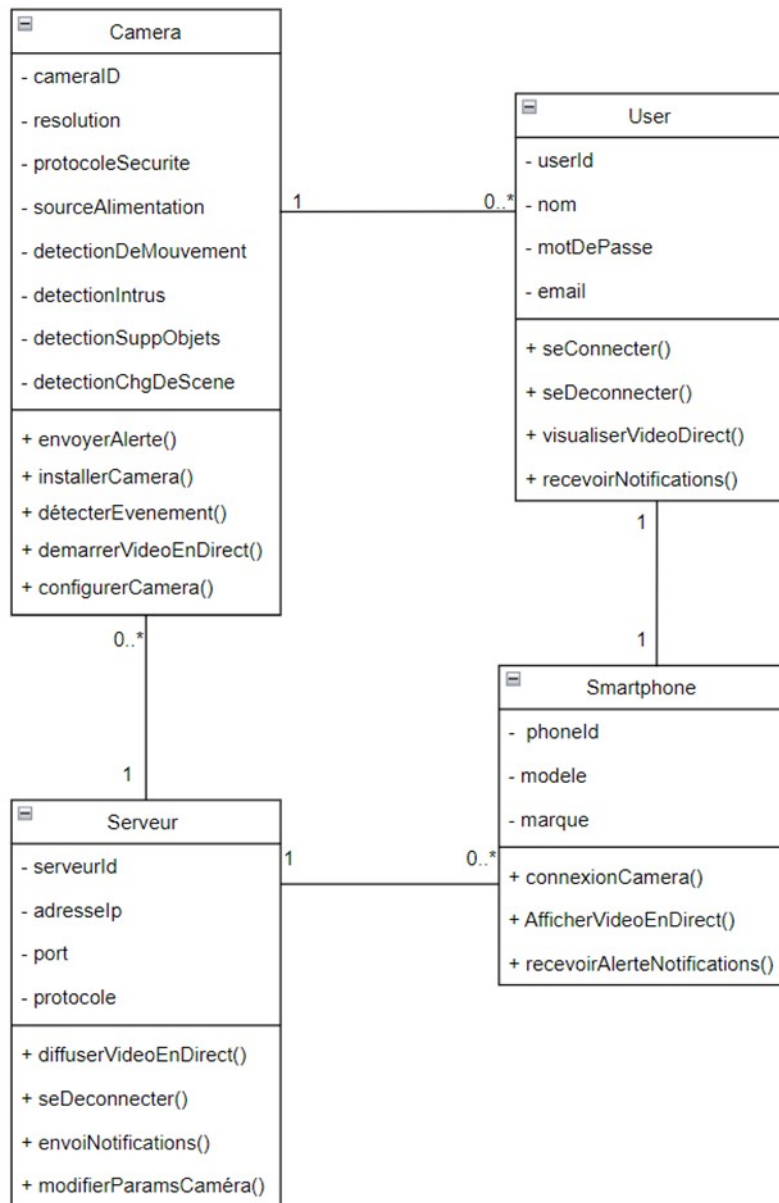 Camera
- cameraID
- resolution
- protocoleSecurite
- sourceAlimentation
- detectionDeMouvement
- detectionIntrus
- detectionSuppObjets
- detectionChgDeScene
+ envoyerAlerte()
+ installerCamera()
+ détecterEvenement()
+ demarrerVideoEnDirect()
+ configurerCamera()
1
0..*
User
- userId
- nom
- motDePasse
- email
+ seConnecter()
+ seDeconnecter()
+ visualiserVideoDirect()
+ recevoirNotifications()
1
1
0..*
1
Smartphone
- phoneId
- modele
- marque
+ connexionCamera()
+ AfficherVideoEnDirect()
+ recevoirAlerteNotifications()
Serveur
- serveurId
- adresseIp
- port
- protocole
+ diffuserVideoEnDirect()
+ seDeconnecter()
+ envoiNotifications()
+ modifierParamsCaméra()
1
0..*